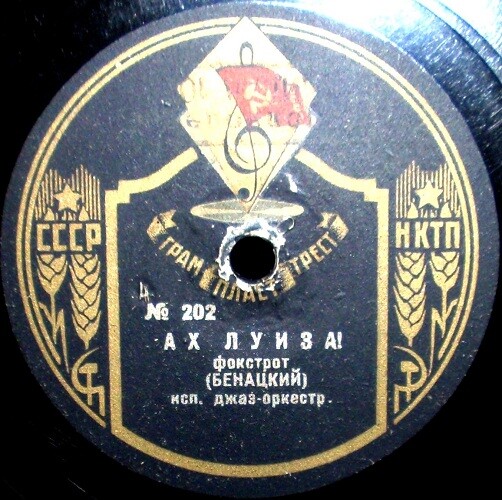 СССР
НКТП
ГРАМ ПЛАСТ ТРЕСТ
№ 202
АХ ЛУИЗА!
фокстрот
(БЕНАЦКИЙ)
исп. джаз-оркестр.